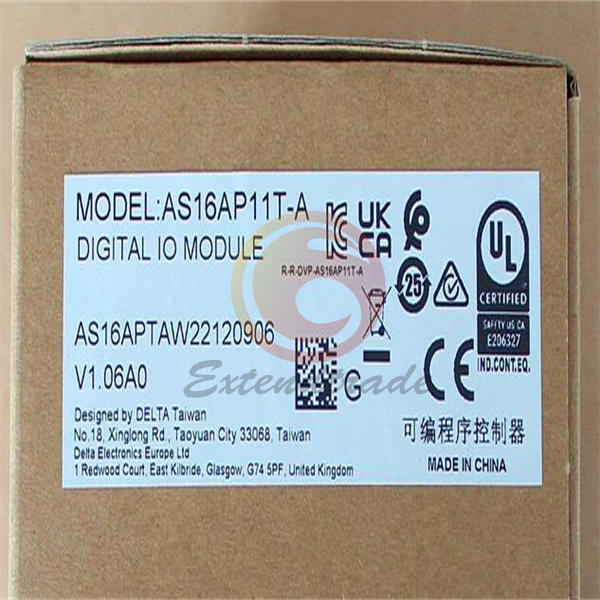 MODEL:AS16AP11T-A
DIGITAL IO MODULE
R-R-DVP-AS16AP11T-A
UK
CA
25
UL
CERTIFIED
SAFETY US CA
E206327
IND.CONT.EQ.
AS16APTAW22120906
V1.06A0
G
CE
Extenstrade
Designed by DELTA Taiwan
No.18, Xinglong Rd., Taoyuan City 33068, Taiwan
Delta Electronics Europe Ltd
1 Redwood Court, East Kilbride, Glasgow, G74 5PF, United Kingdom
可编程序控制器
MADE IN CHINA